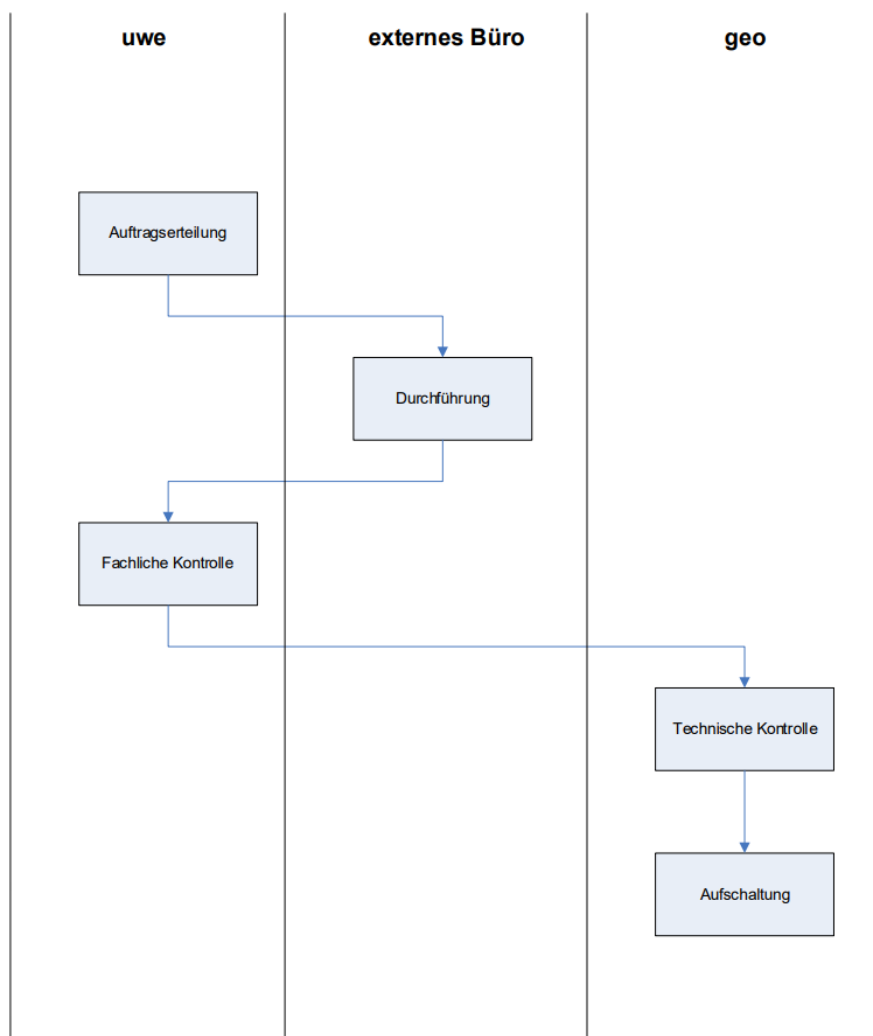 uwe
externes Büro
geo
Auftragserteilung
Durchführung
Fachliche Kontrolle
Technische Kontrolle
Aufschaltung